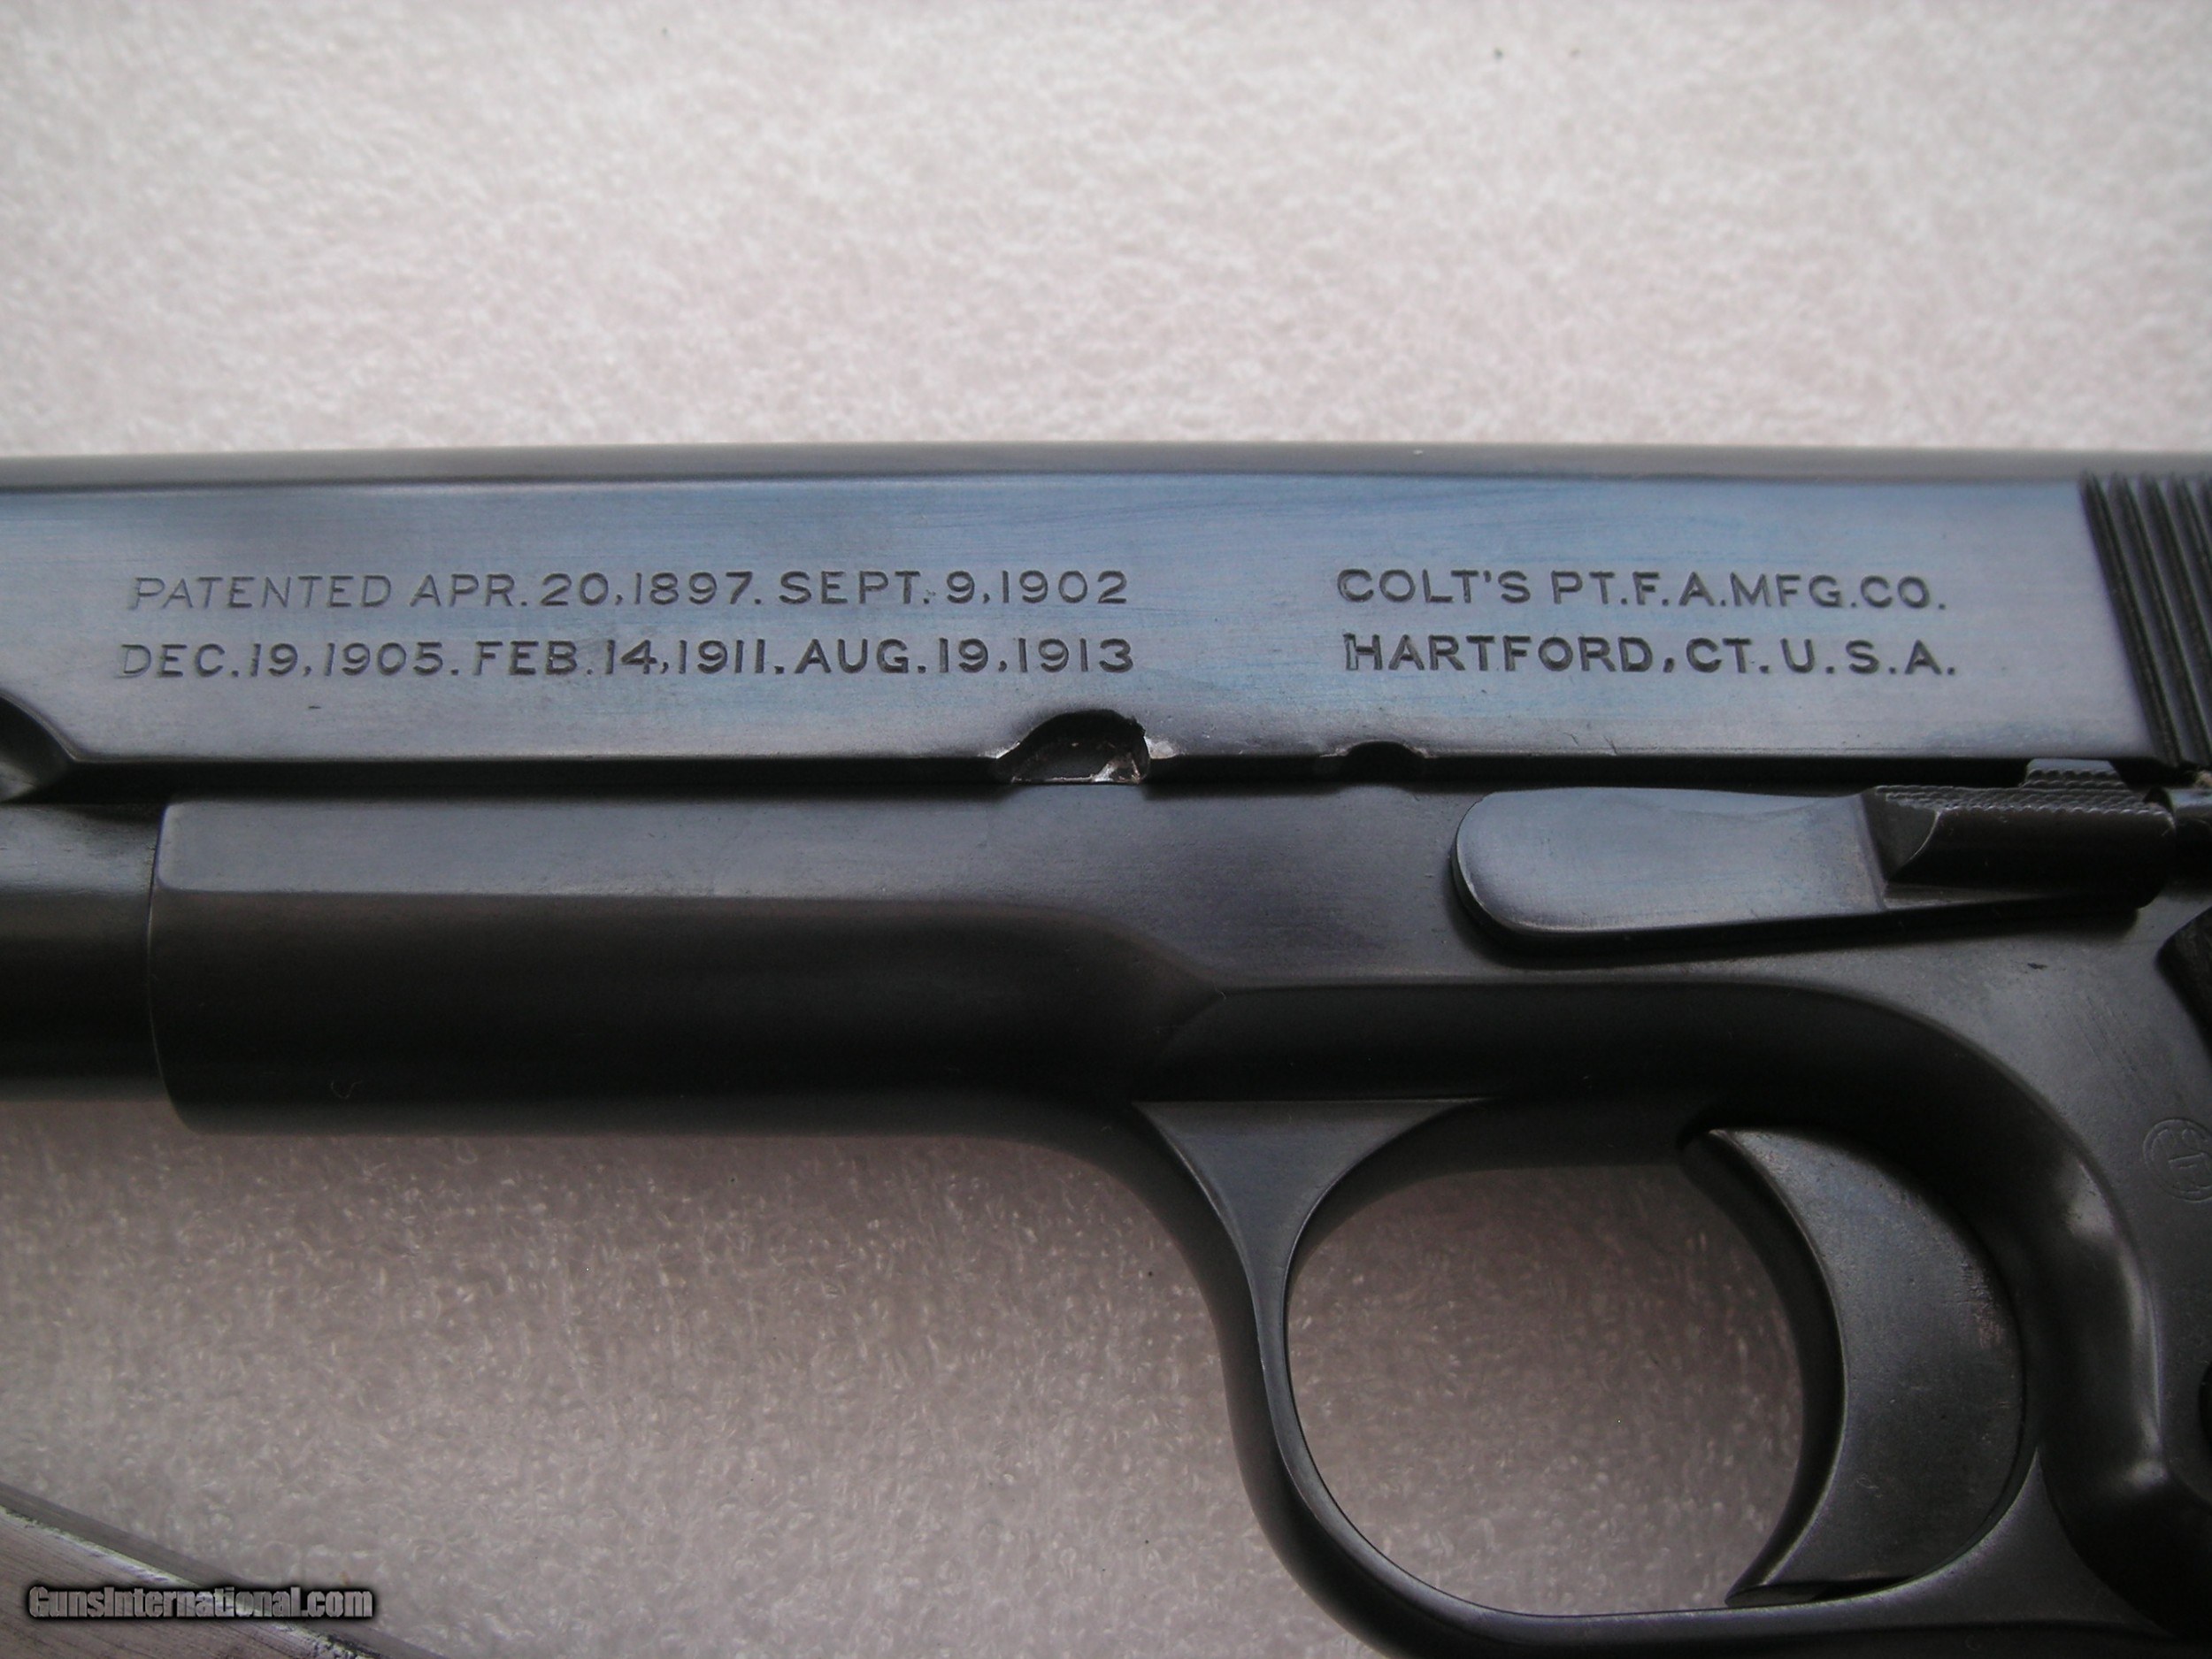 PATENTED APR.20,1897. SEPT.9,1902
DEC.19,1905. FEB.14,1911. AUG.19,1913
COLT'S PT.F.A.MFG.CO.
HARTFORD, CT.U.S.A.
GunsInternational.com